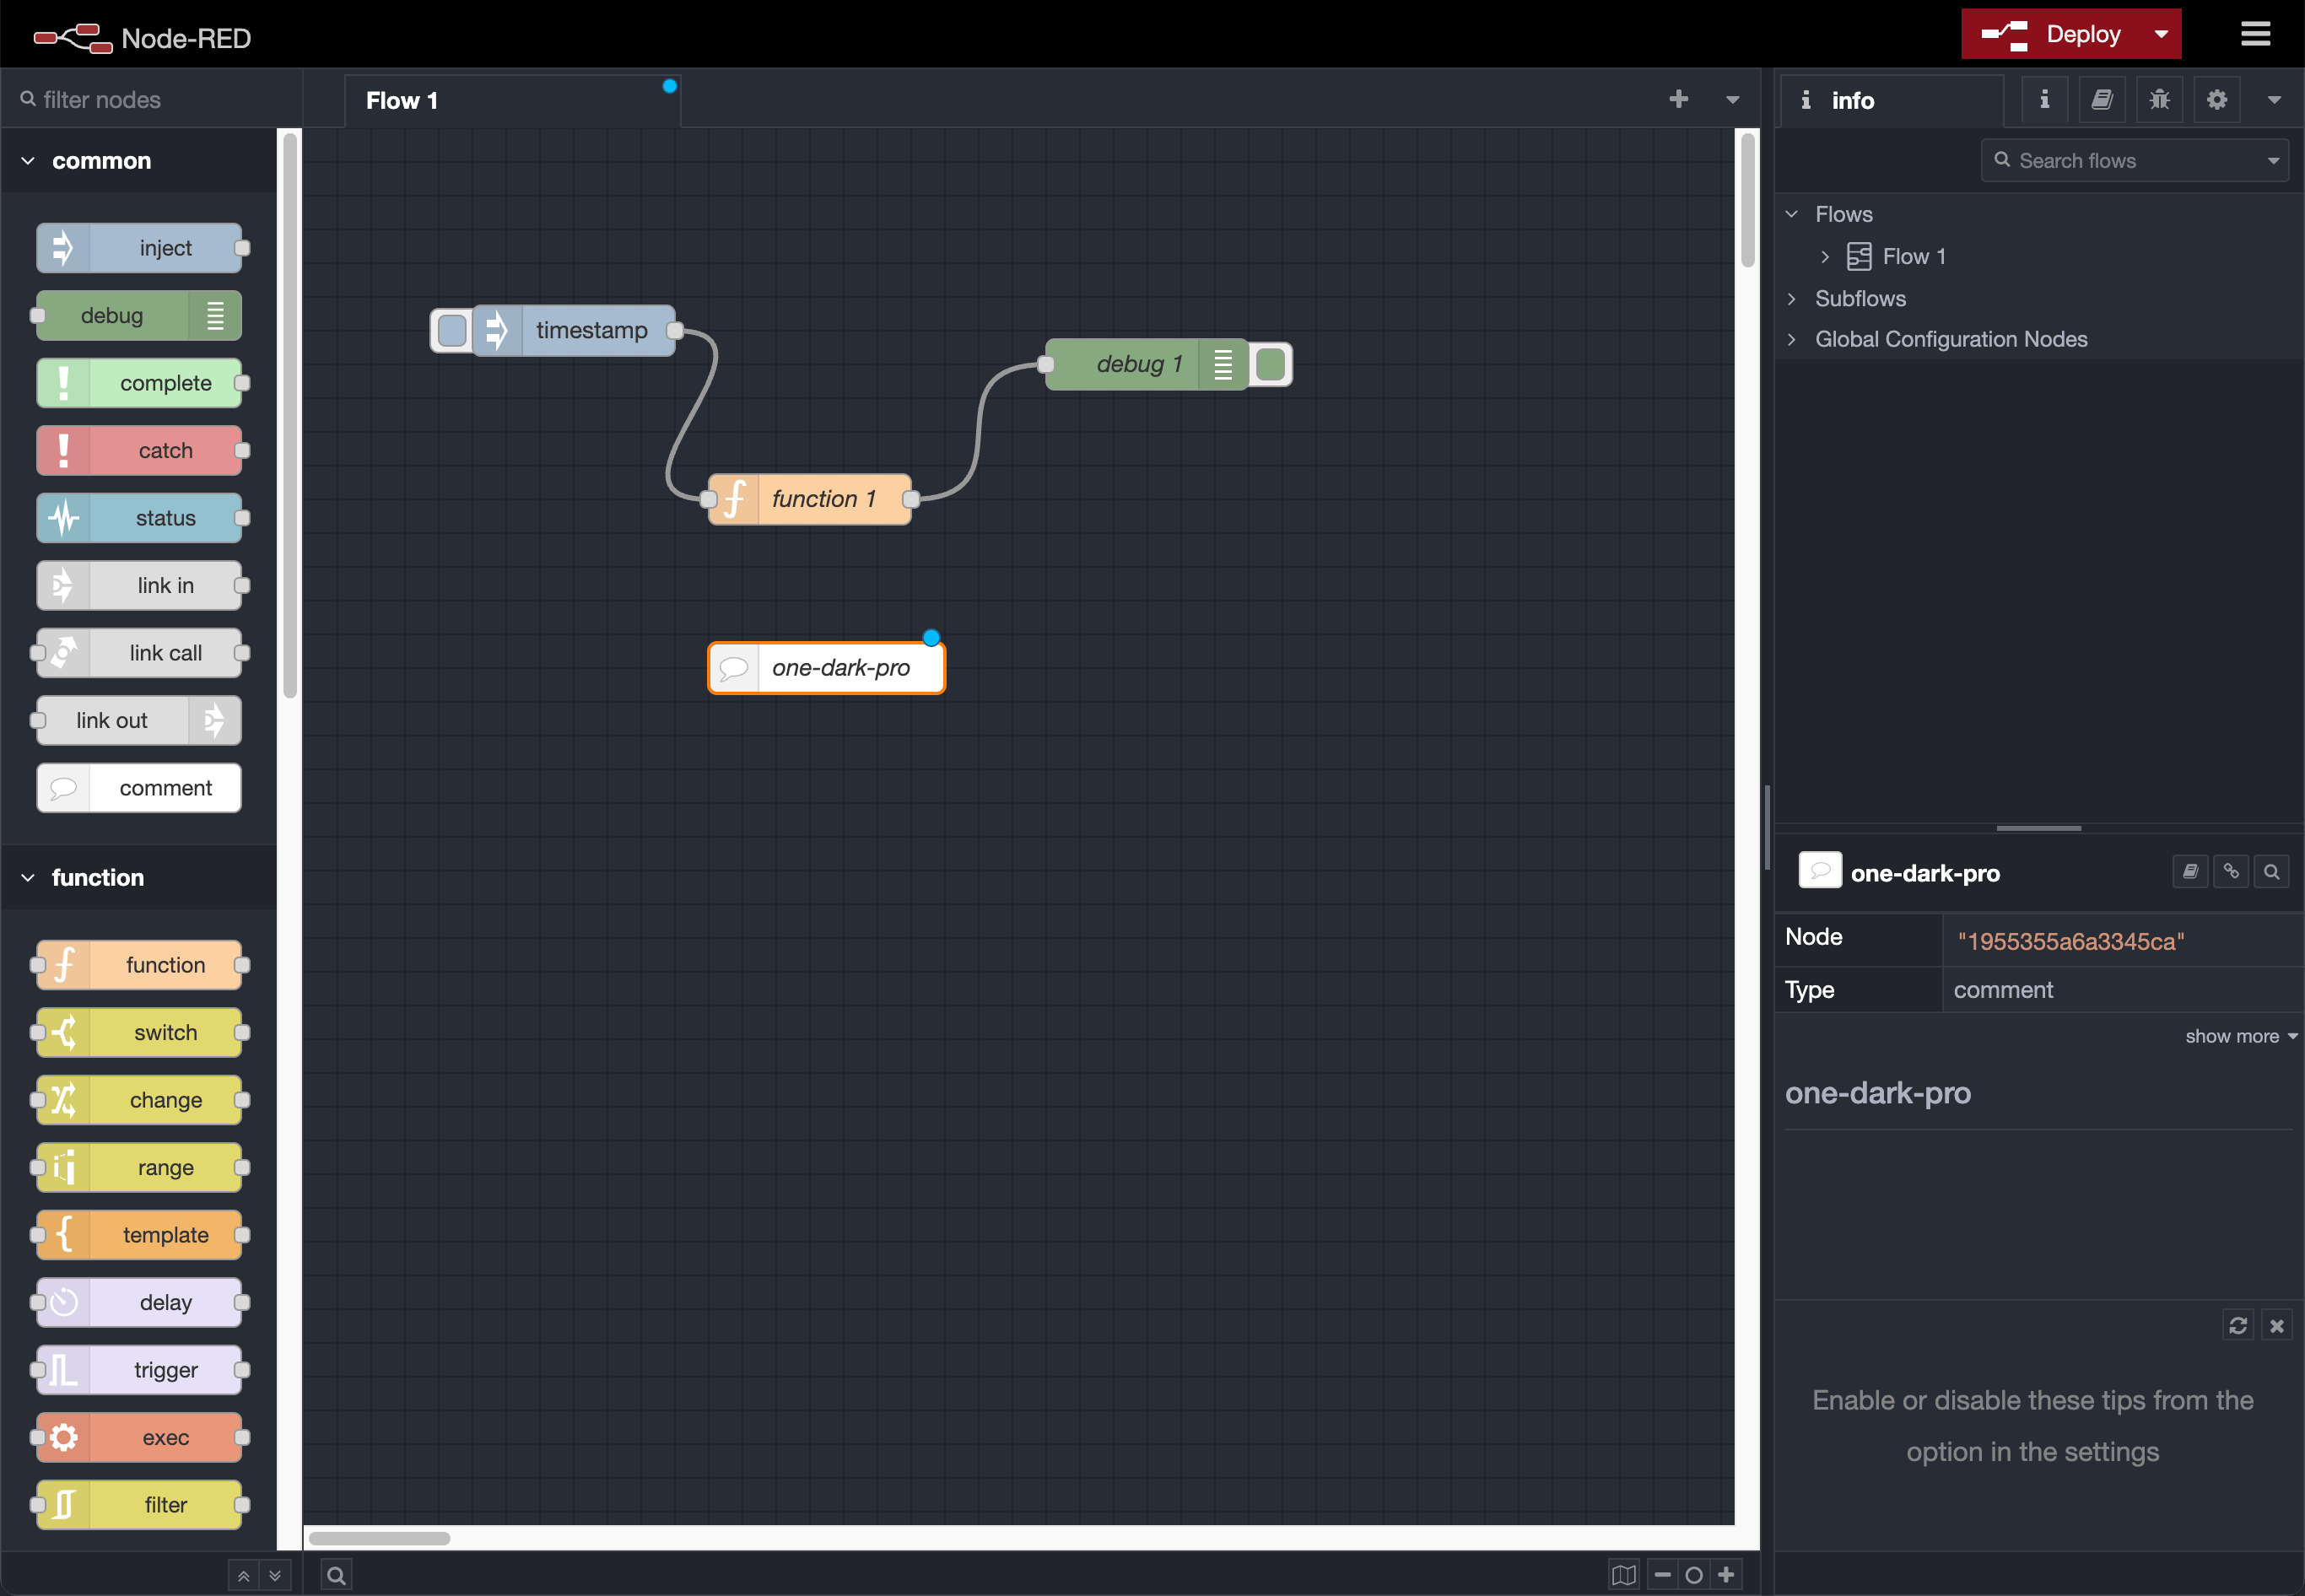 Node-RED
Deploy
filter nodes
Flow 1
info
common
Search flows
inject
debug
complete
catch
status
link in
link call
link out
comment
function
function
switch
change
range
template
delay
trigger
exec
filter
timestamp
debug 1
function 1
one-dark-pro
Flows
Flow 1
Subflows
Global Configuration Nodes
one-dark-pro
Node "1955355a6a3345ca"
Type comment
show more
one-dark-pro
Enable or disable these tips from the
option in the settings